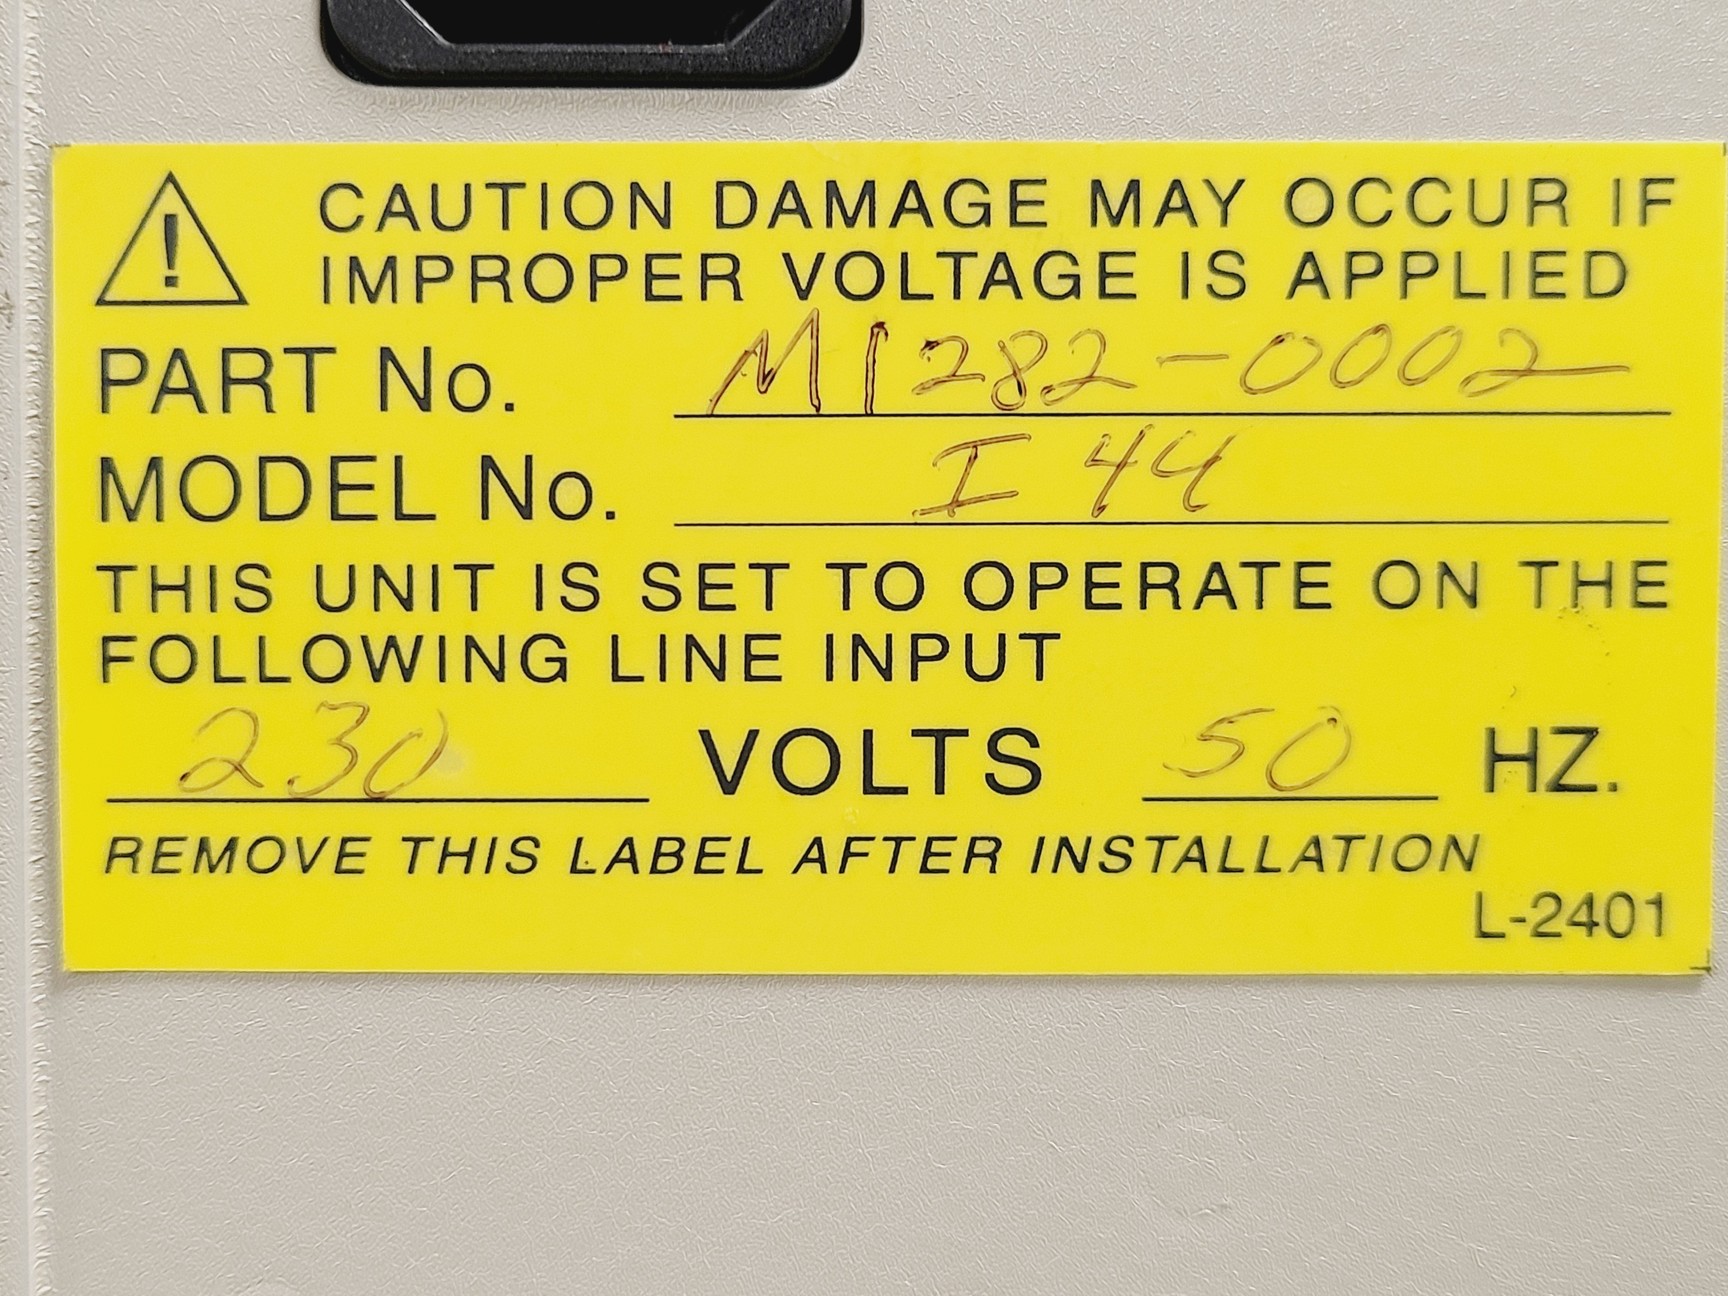 CAUTION DAMAGE MAY OCCUR IF
IMPROPER VOLTAGE IS APPLIED
PART No. M1282-0002
MODEL No. I 44
THIS UNIT IS SET TO OPERATE ON THE
FOLLOWING LINE INPUT
230 VOLTS 50 HZ.
REMOVE THIS LABEL AFTER INSTALLATION
L-2401